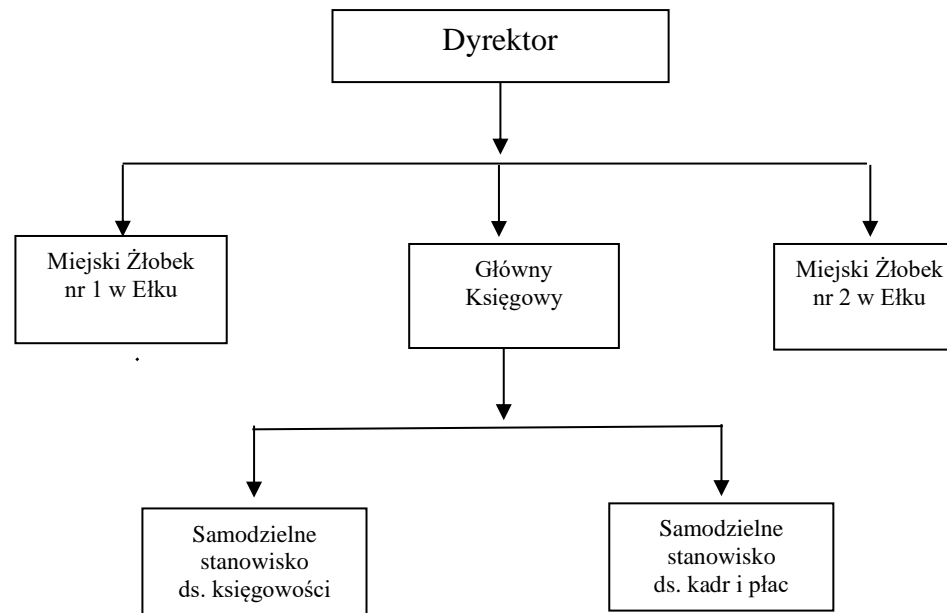 Dyrektor
Miejski Żłobek
nr 1 w Ełku
.
Główny
Księgowy
Miejski Żłobek
nr 2 w Ełku
Samodzielne
stanowisko
ds. księgowości
Samodzielne
stanowisko
ds. kadr i płac